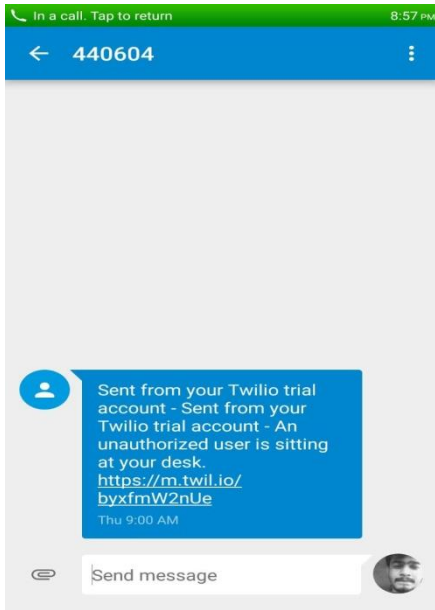 In a call. Tap to return 8:57 PM
440604
Sent from your Twilio trial
account - Sent from your
Twilio trial account - An
unauthorized user is sitting
at your desk.
https://m.twil.io/
byxfmW2nUe
Thu 9:00 AM
Send message